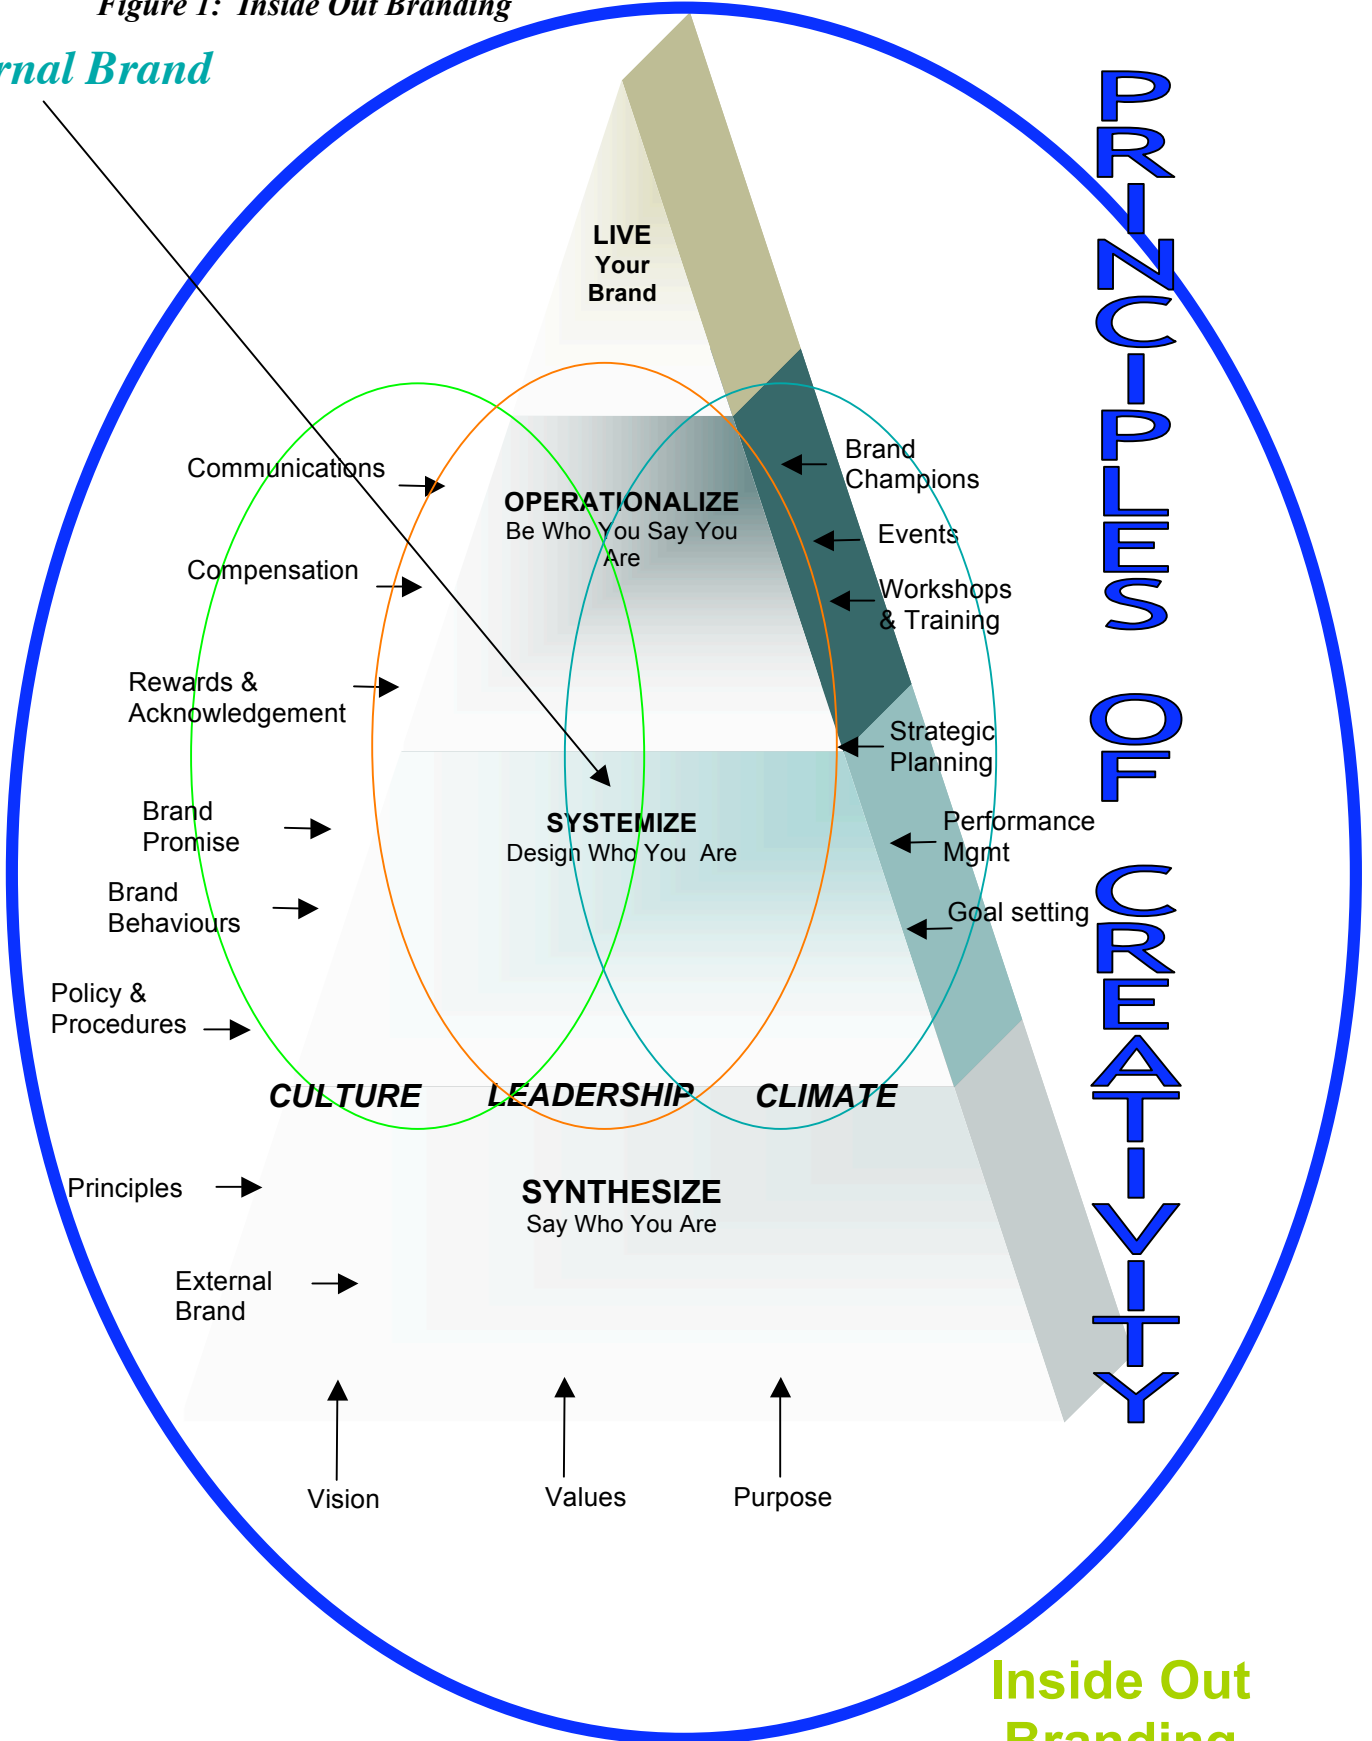 Figure 1: Inside Out Branding
rnal Brand
LIVE
Your
Brand
Communications
Compensation
Rewards &
Acknowledgement
OPERATIONALIZE
Be Who You Say You
Are
Brand
Champions
Events
Workshops
& Training
Strategic
Planning
Brand
Promise
Brand
Behaviours
Policy &
Procedures
SYSTEMIZE
Design Who You Are
Performance
Mgmt
Goal setting
CULTURE
LEADERSHIP
CLIMATE
Principles
External
Brand
SYNTHESIZE
Say Who You Are
Vision
Values
Purpose
PRINCIPLES OF CREATIVITY
Inside Out
Branding